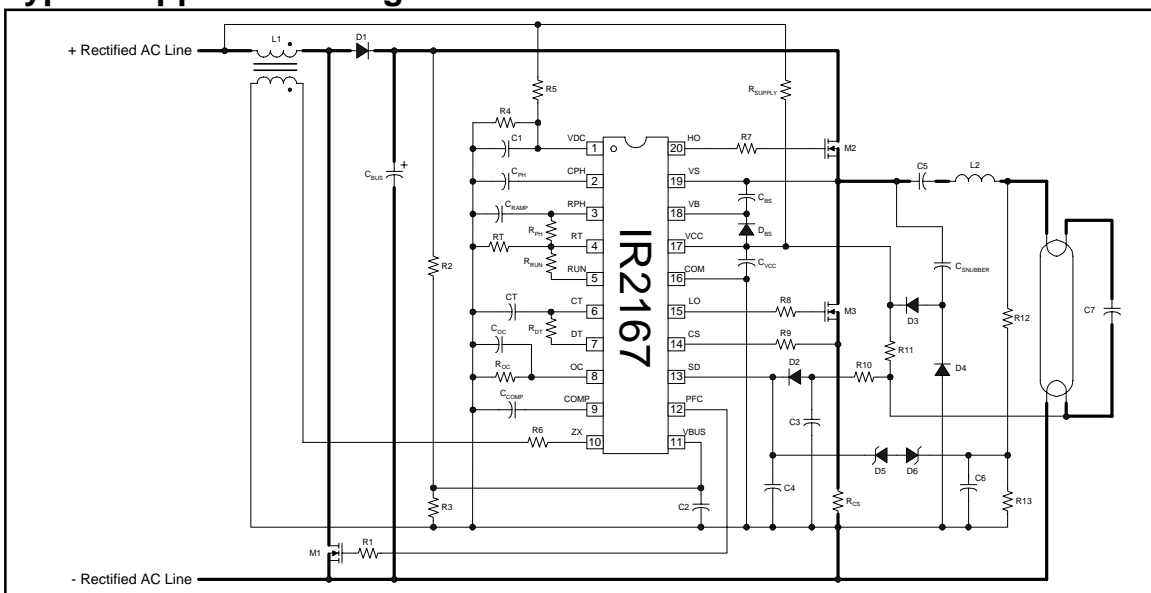 + Rectified AC Line
L1
D1
R5
R4
RSUPPLY
C1
VDC
1
CPH
CPH
2
CRAMP
RPH
3
RPH
RT
RT
4
RRUN
RUN
5
CT
CT
6
RDT
COC
DT
7
ROC
OC
8
CCOMP
COMP
9
R6
ZX
10
IR2167
20
HO
R7
M2
19
VS
CBS
18
VB
DBS
17
VCC
CVCC
16
COM
15
LO
R8
M3
14
CS
R9
13
SD
D2
R10
12
PFC
C3
11
VBUS
C5
L2
CSNUBBER
D3
R11
D4
R12
C7
D5
D6
C6
R13
C4
RCS
C2
CBUS
+
R2
R3
M1
R1
- Rectified AC Line